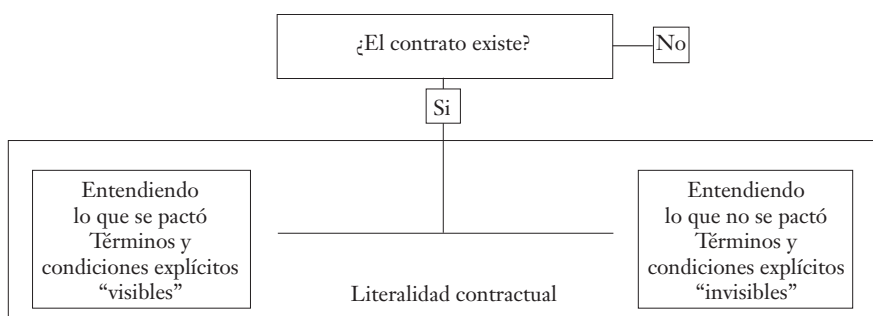 ¿El contrato existe?
No
Si
Entendiendo
lo que se pactó
Términos y
condiciones explícitos
“visibles”
Literalidad contractual
Entendiendo
lo que no se pactó
Términos y
condiciones explícitos
“invisibles”